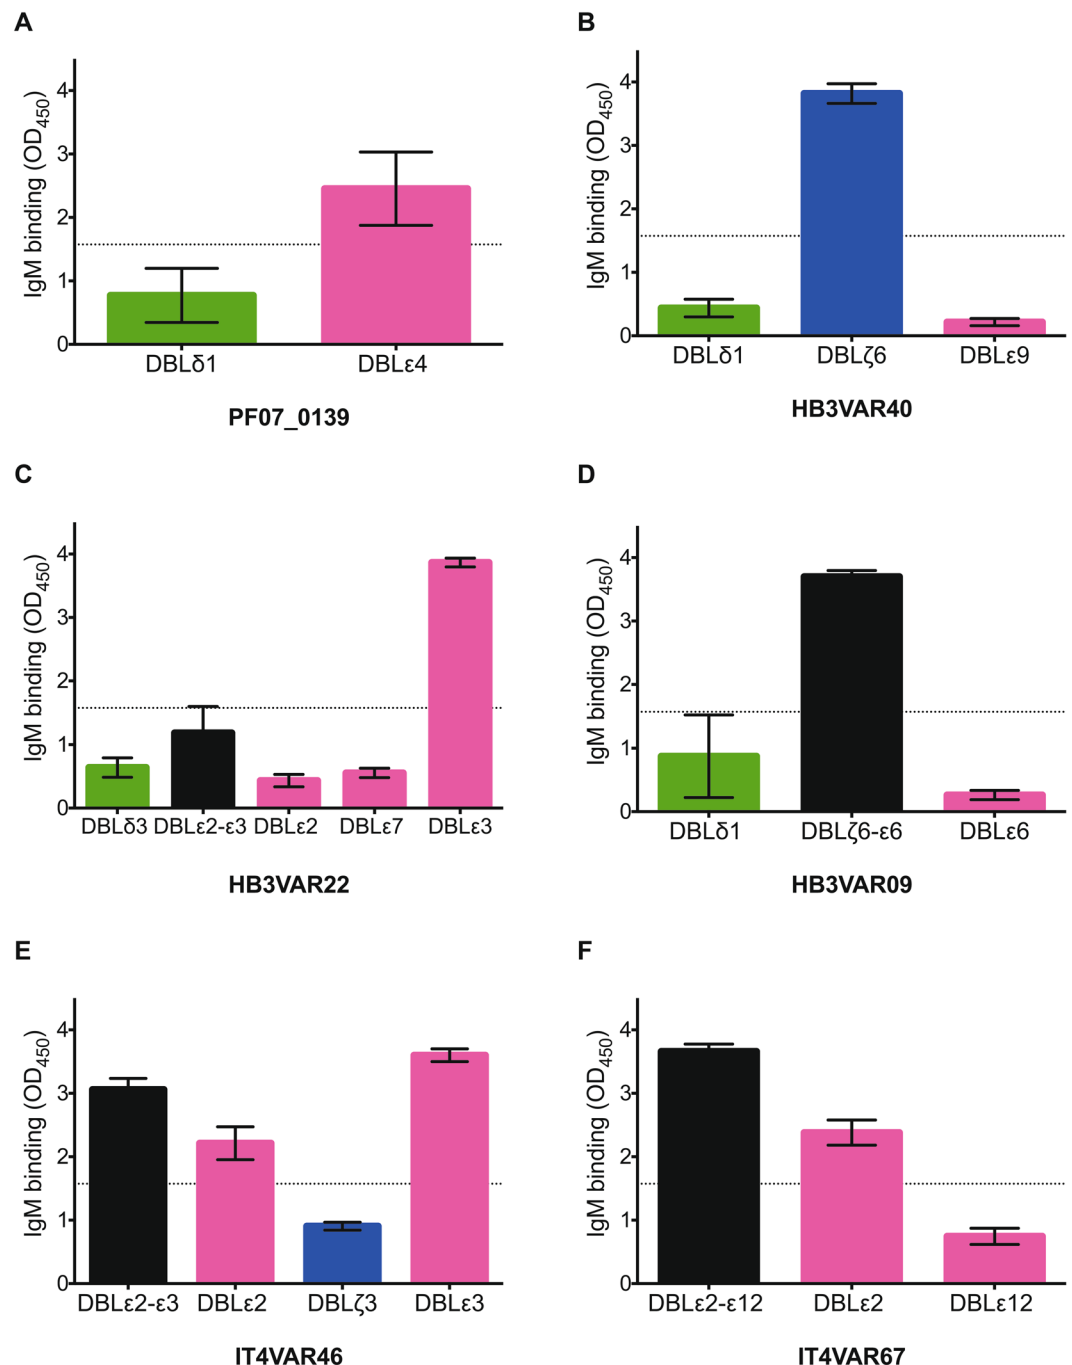 A
IgM binding (OD450)
4
3
2
1
0
DBLδ1 DBLε4
PF07_0139
B
IgM binding (OD450)
4
3
2
1
0
DBLδ1 DBLζ6 DBLε9
HB3VAR40
C
IgM binding (OD450)
4
3
2
1
0
DBLδ3 DBLε2-ε3 DBLε2 DBLε7 DBLε3
HB3VAR22
D
IgM binding (OD450)
4
3
2
1
0
DBLδ1 DBLζ6-ε6 DBLε6
HB3VAR09
E
IgM binding (OD450)
4
3
2
1
0
DBLε2-ε3 DBLε2 DBLζ3 DBLε3
IT4VAR46
F
IgM binding (OD450)
4
3
2
1
0
DBLε2-ε12 DBLε2 DBLε12
IT4VAR67